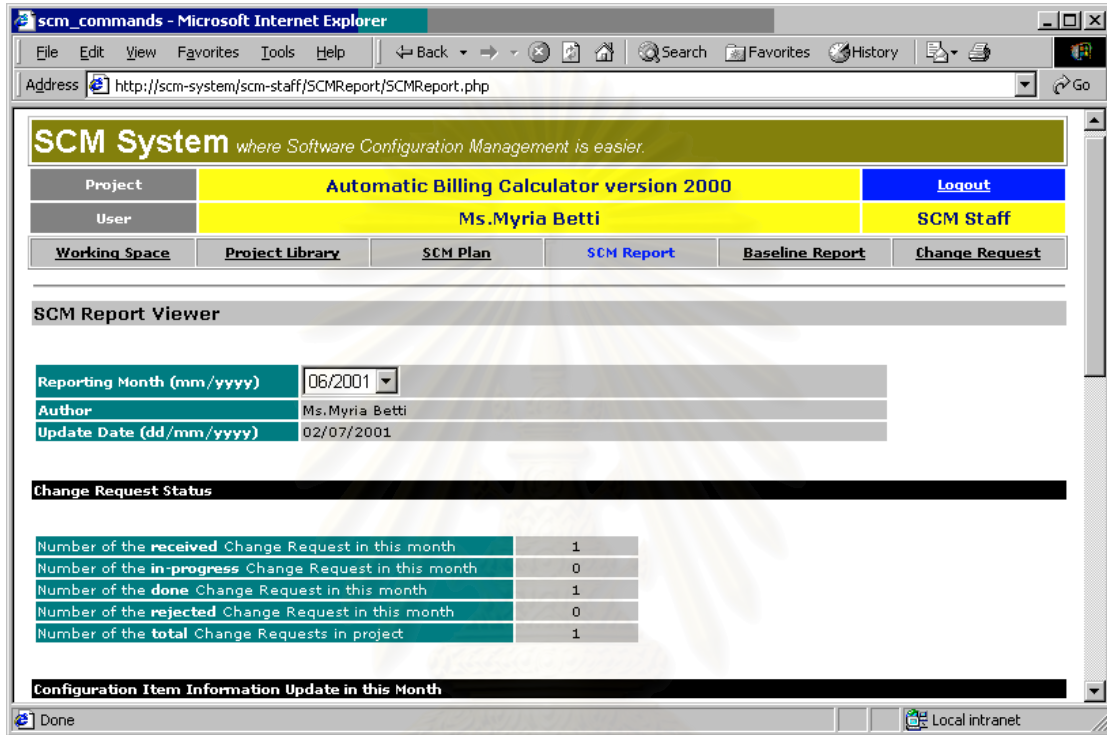 scm_commands - Microsoft Internet Explorer
File Edit View Favorites Tools Help Back Search Favorites History
Address http://scm-system/scm-staff/SCMReport/SCMReport.php Go
SCM System where Software Configuration Management is easier.
Project Automatic Billing Calculator version 2000 Logout
User Ms.Myria Betti SCM Staff
Working Space Project Library SCM Plan SCM Report Baseline Report Change Request
SCM Report Viewer
Reporting Month (mm/yyyy) 06/2001
Author Ms.Myria Betti
Update Date (dd/mm/yyyy) 02/07/2001
Change Request Status
Number of the received Change Request in this month 1
Number of the in-progress Change Request in this month 0
Number of the done Change Request in this month 1
Number of the rejected Change Request in this month 0
Number of the total Change Requests in project 1
Configuration Item Information Update in this Month
Done Local intranet